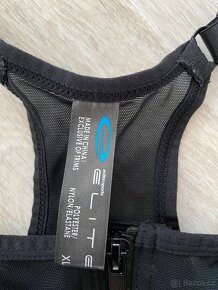 ELITE
MADE IN CHINA/
EXCLUSIVE OF TRIMS
POLYESTER/
NYLON/ELASTANE
XL